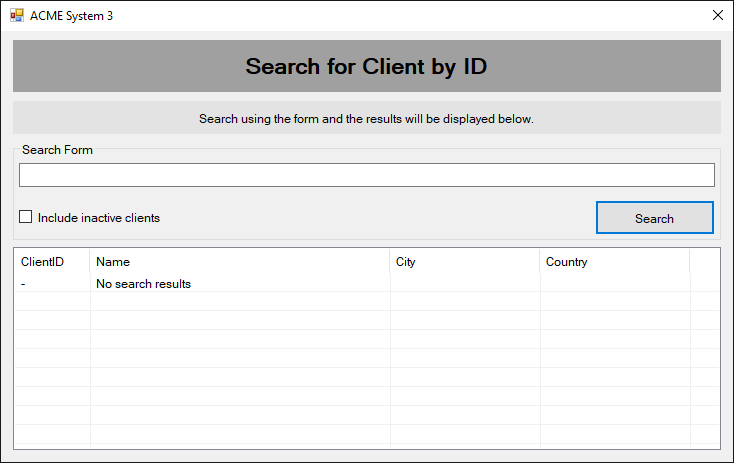 ACME System 3
Search for Client by ID
Search using the form and the results will be displayed below.
Search Form
Include inactive clients
Search
ClientID Name City Country
- No search results